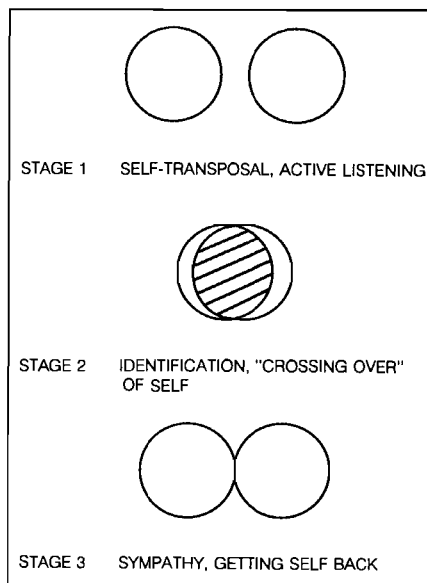 STAGE 1 SELF-TRANSPOSAL, ACTIVE LISTENING
STAGE 2 IDENTIFICATION, "CROSSING OVER"
OF SELF
STAGE 3 SYMPATHY, GETTING SELF BACK